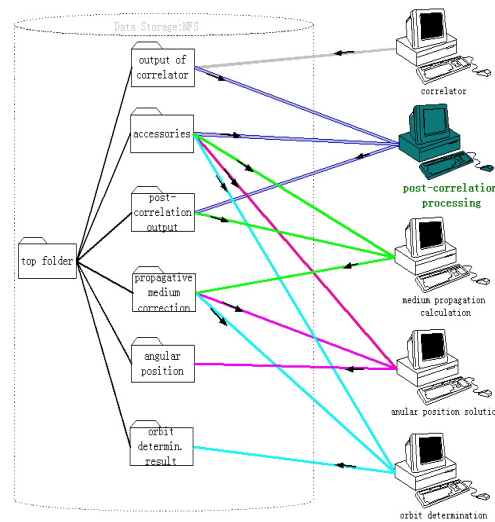 Data Storage:NFS
output of
correlator
correlator
accessories
post-correlation
processing
post-
correlation
output
top folder
propagative
medium
correction
medium propagation
calculation
angular
position
anular position solutio
orbit
determin.
result
orbit determination